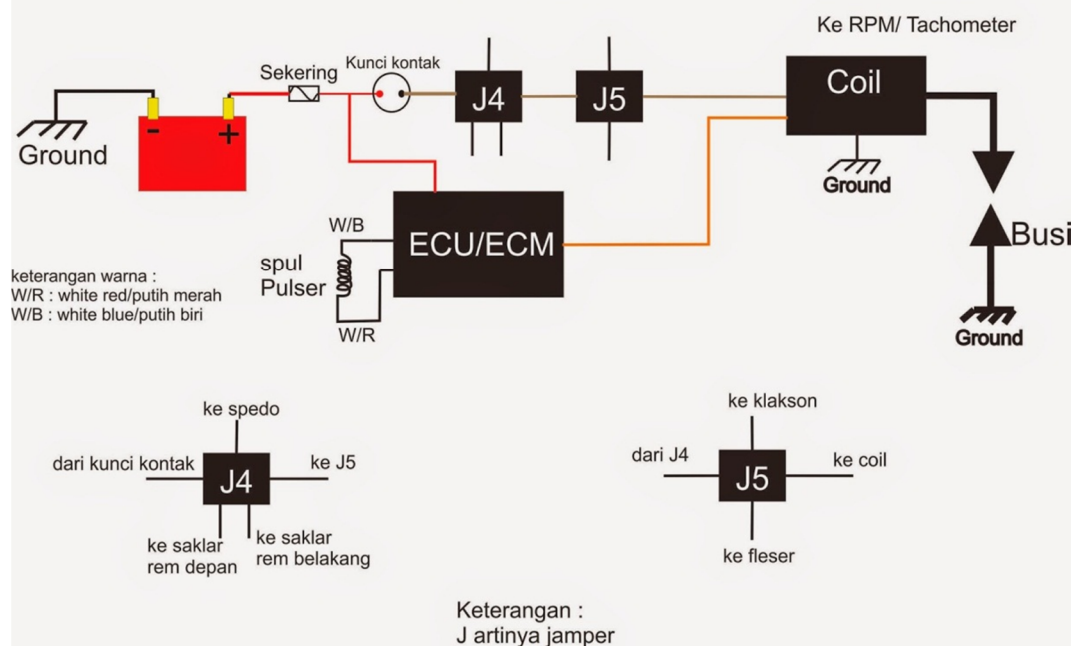 Ke RPM/ Tachometer
Kunci kontak
Sekering
J4
J5
Coil
-
+
Ground
Ground
W/B
ECU/ECM
Busi
spul
Pulser
keterangan warna :
W/R : white red/putih merah
W/B : white blue/putih biri
W/R
Ground
ke spedo
dari kunci kontak
J4
ke J5
ke saklar
rem depan
ke saklar
rem belakang
ke klakson
dari J4
J5
ke coil
ke fleser
Keterangan :
J artinya jamper